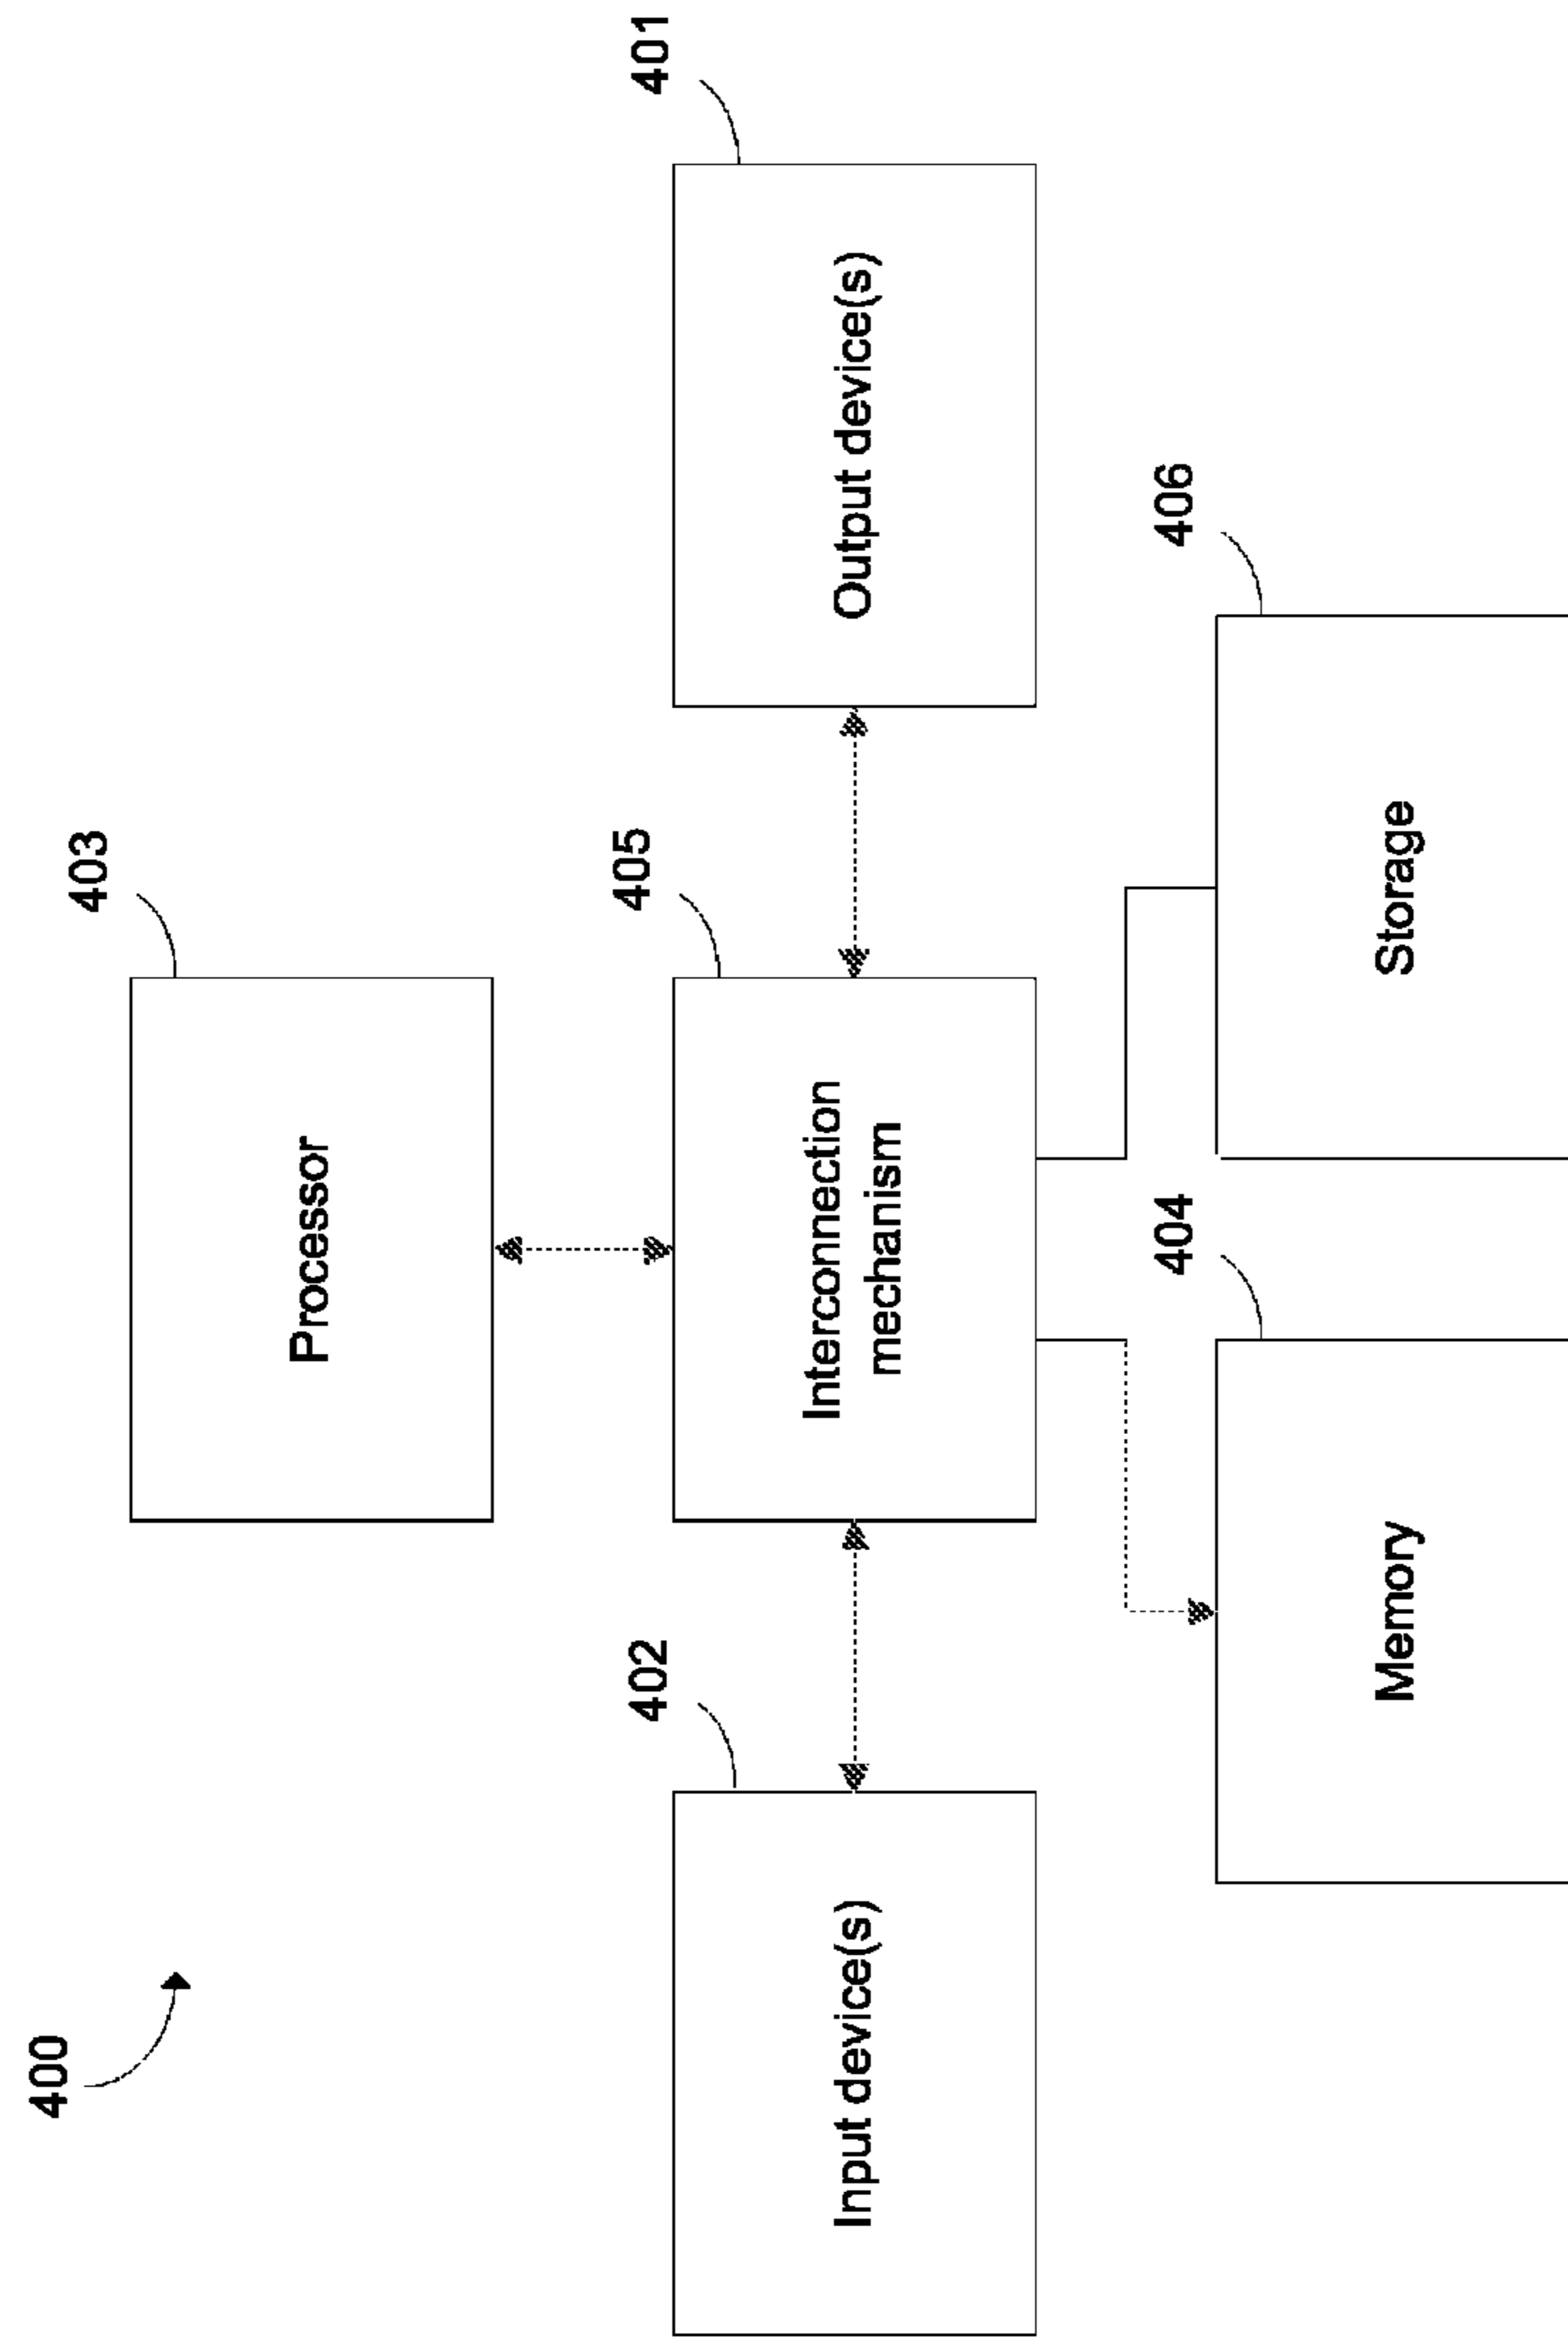 400
403
Processor
402
405
401
Input device(s)
Interconnection
mechanism
Output device(s)
404
406
Memory
Storage